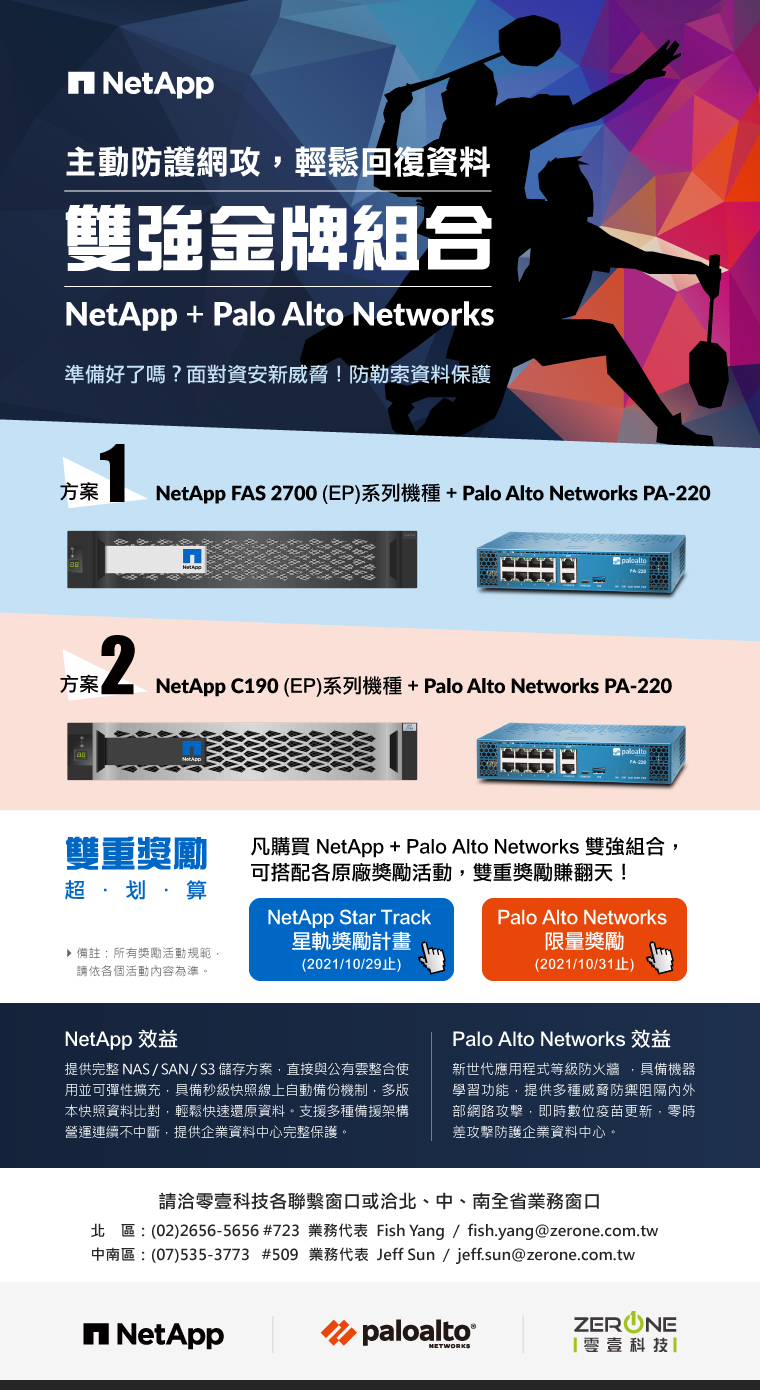 NetApp
主動防護網攻，輕鬆回復資料
雙強金牌組合
NetApp + Palo Alto Networks
準備好了嗎？面對資安新威脅！防勒索資料保護
方案1 NetApp FAS 2700 (EP)系列機種 + Palo Alto Networks PA-220
NetApp
paloalto
PA-220
方案2 NetApp C190 (EP)系列機種 + Palo Alto Networks PA-220
NetApp
paloalto
PA-220
雙重獎勵
超．划．算
備註：所有獎勵活動規範，
請依各個活動內容為準。
凡購買 NetApp + Palo Alto Networks 雙強組合，
可搭配各原廠獎勵活動，雙重獎勵賺翻天！
NetApp Star Track
星軌獎勵計畫
(2021/10/29止)
Palo Alto Networks
限量獎勵
(2021/10/31止)
NetApp 效益
提供完整 NAS / SAN / S3 儲存方案，直接與公有雲整合使
用並可彈性擴充，具備秒級快照線上自動備份機制，多版
本快照資料比對，輕鬆快速還原資料。支援多種備援架構
營運連續不中斷，提供企業資料中心完整保護。
Palo Alto Networks 效益
新世代應用程式等級防火牆 ，具備機器
學習功能，提供多種威脅防禦阻隔內外
部網路攻擊，即時數位疫苗更新，零時
差攻擊防護企業資料中心。
請洽零壹科技各聯繫窗口或洽北、中、南全省業務窗口
北 區：(02)2656-5656 #723 業務代表 Fish Yang / fish.yang@zerone.com.tw
中南區：(07)535-3773 #509 業務代表 Jeff Sun / jeff.sun@zerone.com.tw
NetApp
paloalto®
NETWORKS
ZERONE
零壹科技